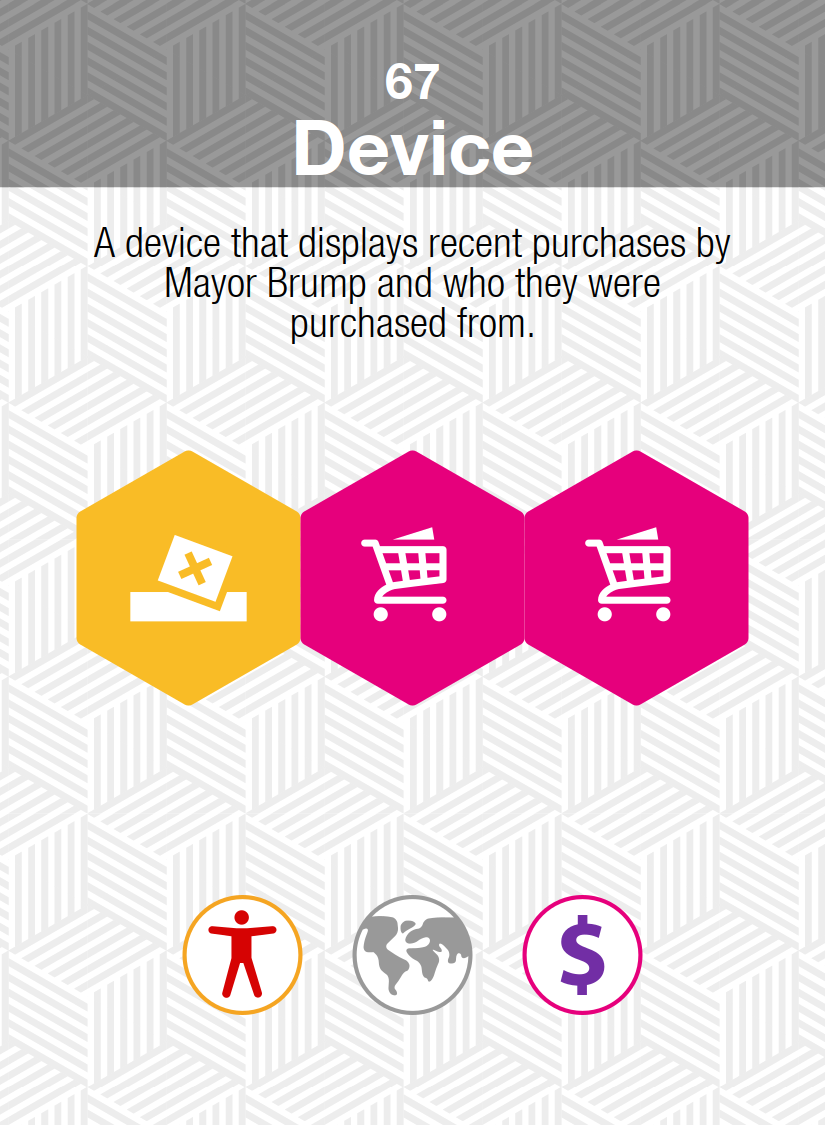 67
Device
A device that displays recent purchases by
Mayor Brump and who they were
purchased from.
$